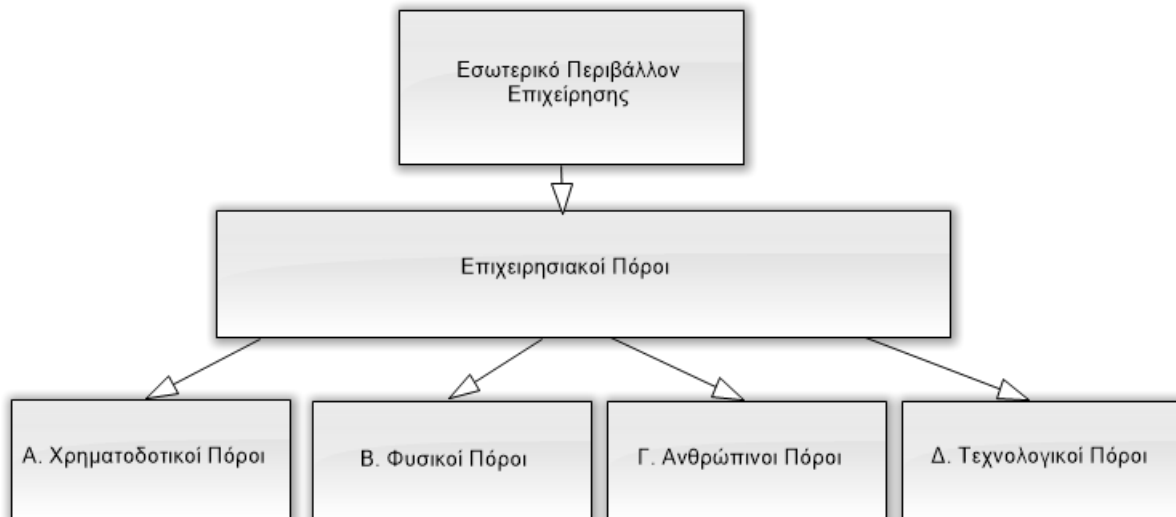 Εσωτερικό Περιβάλλον
Επιχείρησης
Επιχειρησιακοί Πόροι
Α. Χρηματοδοτικοί Πόροι
Β. Φυσικοί Πόροι
Γ. Ανθρώπινοι Πόροι
Δ. Τεχνολογικοί Πόροι